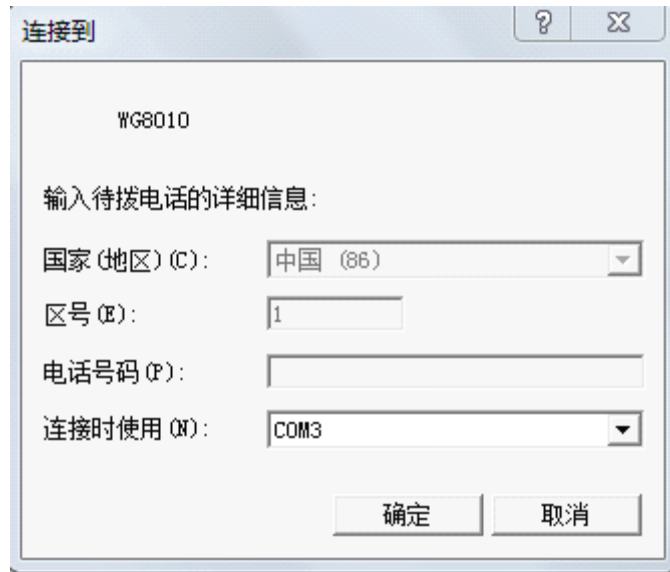 连接到
WG8010
输入待拨电话的详细信息:
国家(地区)(C): 中国 (86)
区号(E): 1
电话号码(P):
连接时使用(N): COM3
确定 取消